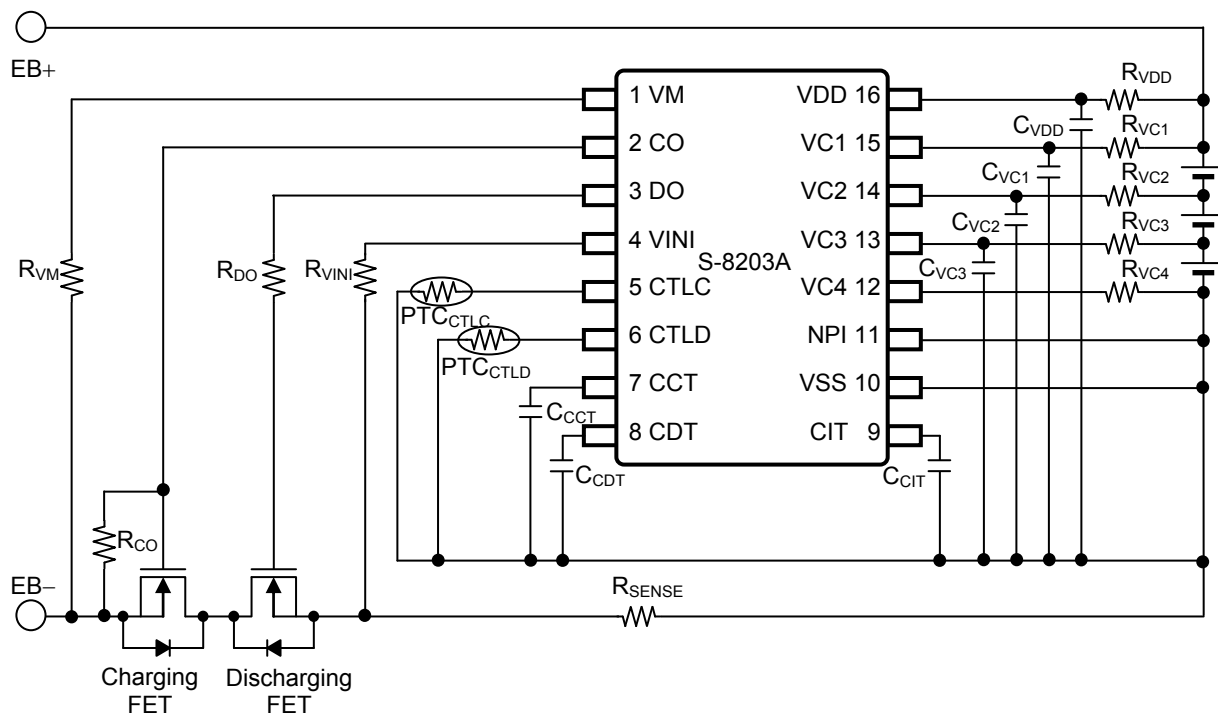 EB+
1 VM
2 CO
3 DO
4 VINI
5 CTLC
6 CTLD
7 CCT
8 CDT
S-8203A
VDD 16
VC1 15
VC2 14
VC3 13
VC4 12
NPI 11
VSS 10
CIT 9
RVDD
CVDD
RVC1
CVC1
RVC2
CVC2
RVC3
CVC3
RVC4
RVM
RDO
RVINI
PTCCTLC
PTCCTLD
CCCT
CCDT
CCIT
RCO
EB−
RSENSE
Charging
FET
Discharging
FET